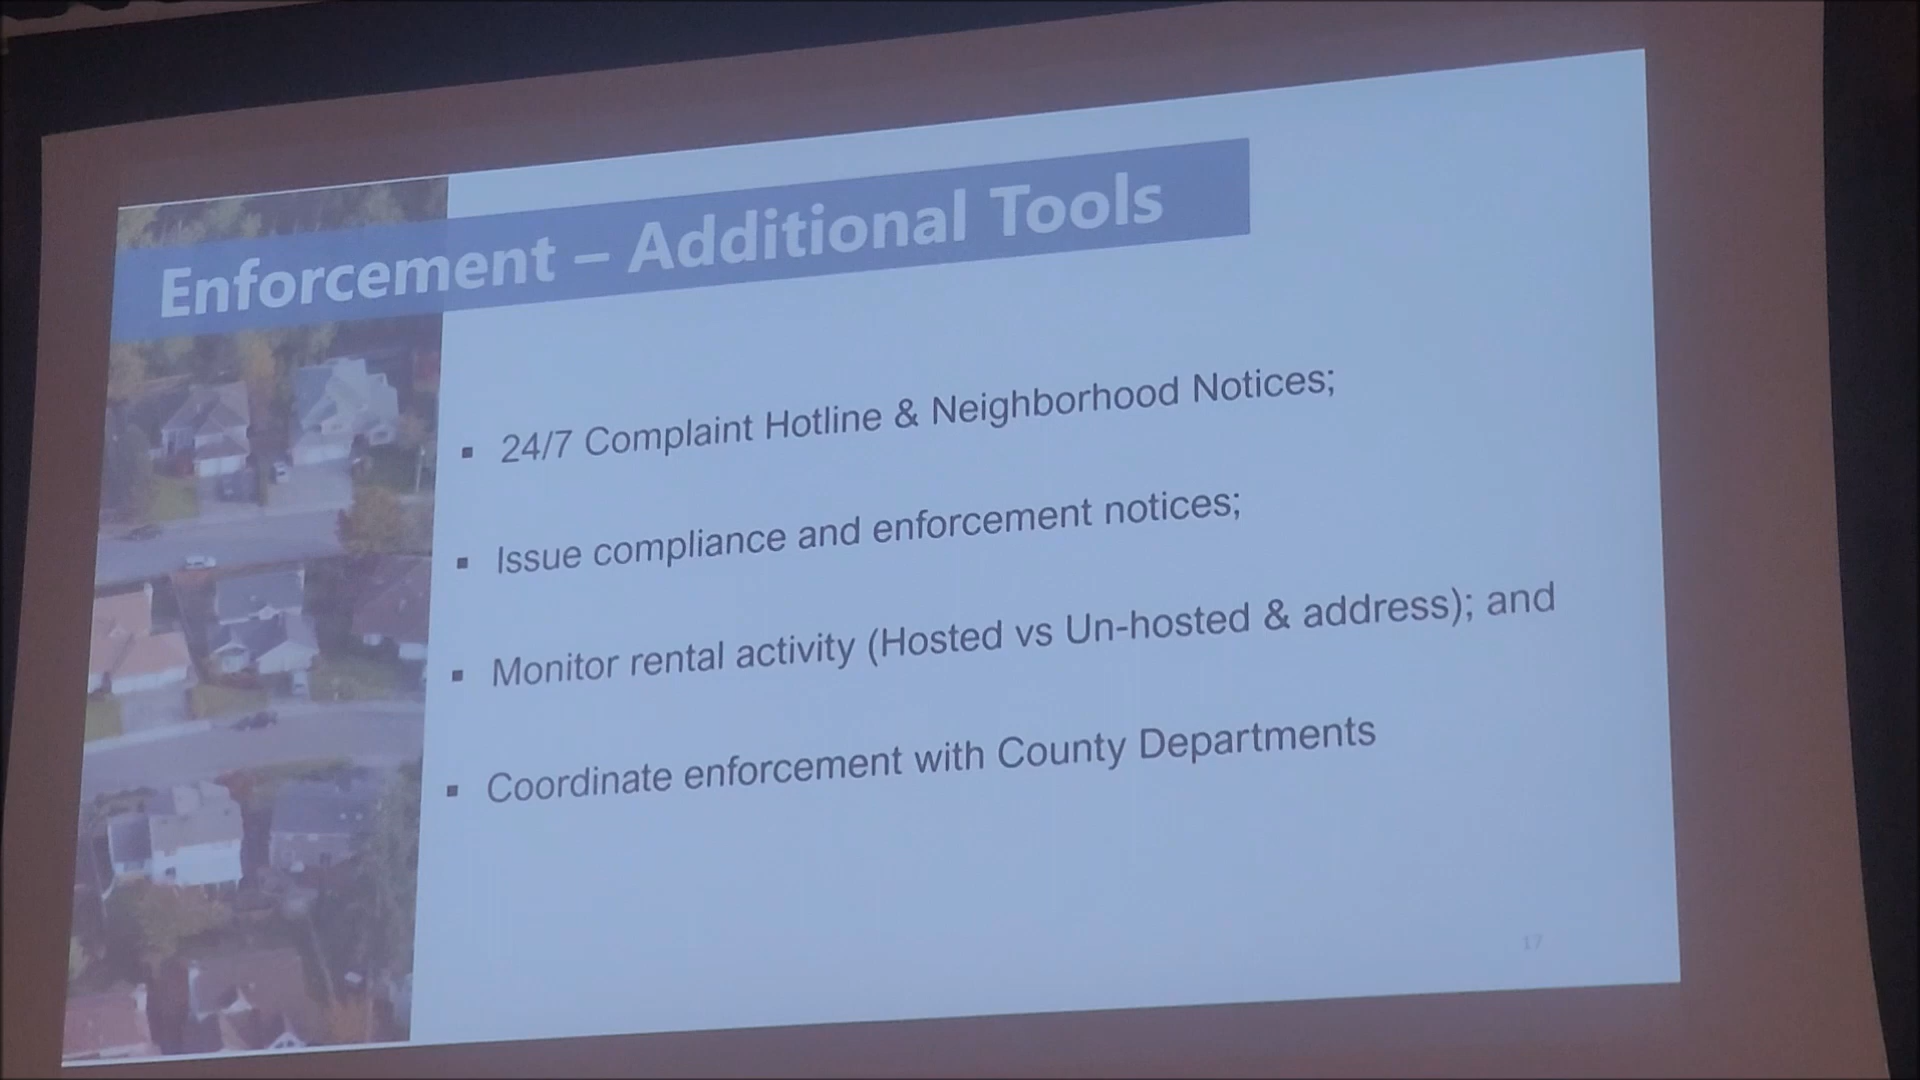 Enforcement – Additional Tools
▪ 24/7 Complaint Hotline & Neighborhood Notices;
▪ Issue compliance and enforcement notices;
▪ Monitor rental activity (Hosted vs Un-hosted & address); and
▪ Coordinate enforcement with County Departments
17